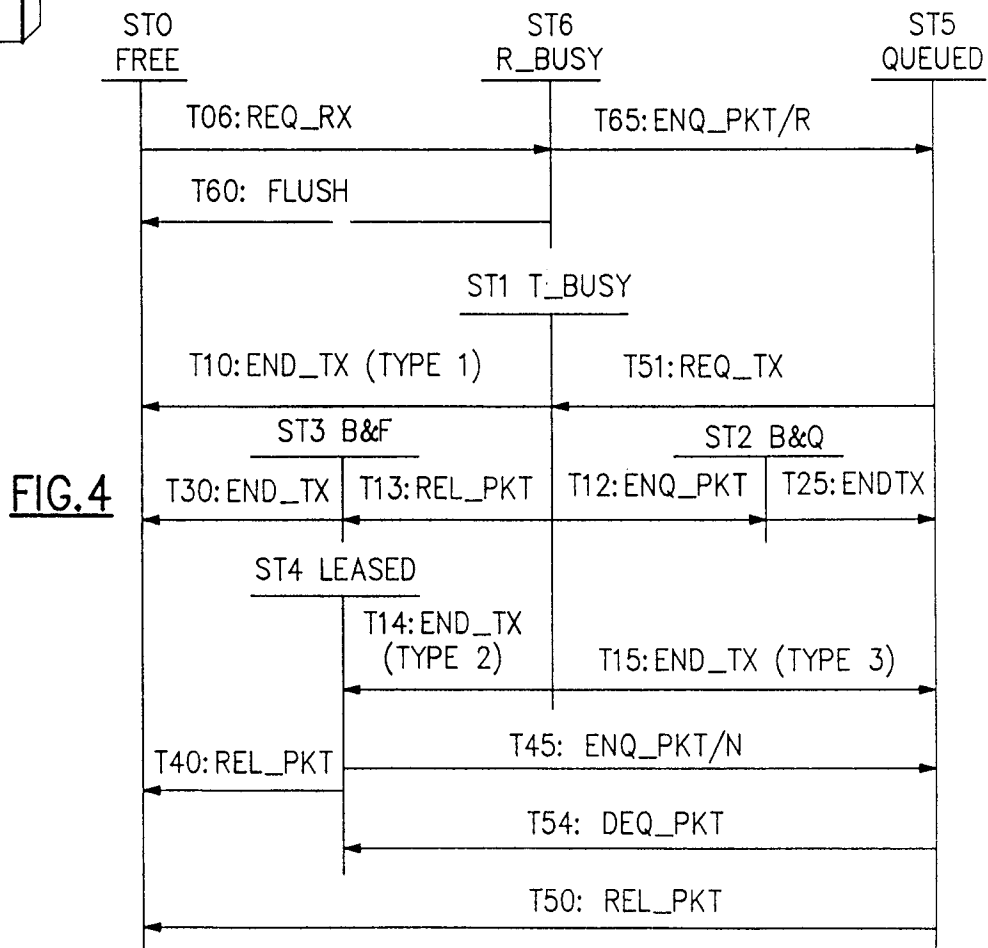 ST0 ST6 ST5
FREE R_BUSY QUEUED
T06:REQ_RX T65:ENQ_PKT/R
T60: FLUSH
ST1 T_BUSY
T10:END_TX (TYPE 1) T51:REQ_TX
ST3 B&F ST2 B&Q
FIG.4 T30:END_TX T13:REL_PKT T12:ENQ_PKT T25:ENDTX
ST4 LEASED
T14:END_TX
(TYPE 2) T15:END_TX (TYPE 3)
T40:REL_PKT T45: ENQ_PKT/N
T54: DEQ_PKT
T50: REL_PKT